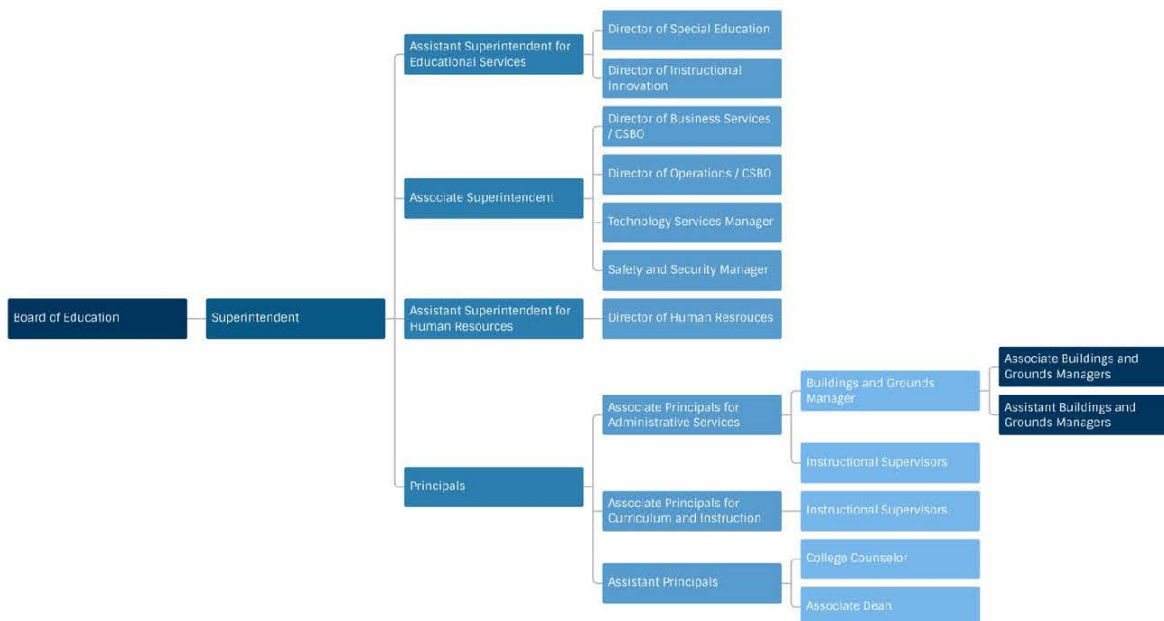 Director of Special Education
Assistant Superintendent for
Educational Services
Director of Instructional
Innovation
Director of Business Services
/ CSBO
Director of Operations / CSBO
Associate Superintendent
Technology Services Manager
Safety and Security Manager
Board of Education
Superintendent
Assistant Superintendent for
Human Resources
Director of Human Resrouces
Associate Buildings and
Grounds Managers
Buildings and Grounds
Manager
Assistant Buildings and
Grounds Managers
Associate Principals for
Administrative Services
Instructional Supervisors
Principals
Associate Principals for
Curriculum and Instruction
Instructional Supervisors
College Counselor
Assistant Principals
Associate Dean